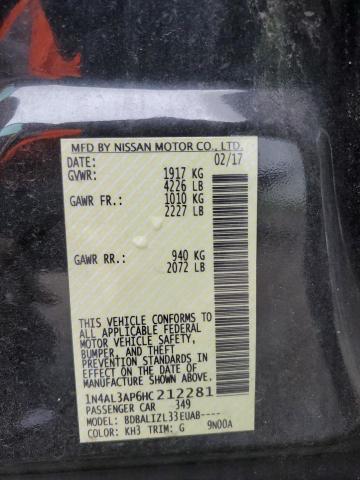 MFD BY NISSAN MOTOR CO., LTD.
DATE: 02/17
GVWR: 1917 KG
4226 LB
GAWR FR.: 1010 KG
2227 LB
GAWR RR.: 940 KG
2072 LB
THIS VEHICLE CONFORMS TO
ALL APPLICABLE FEDERAL
MOTOR VEHICLE SAFETY,
BUMPER, AND THEFT
PREVENTION STANDARDS IN
EFFECT ON THE DATE OF
MANUFACTURE SHOWN ABOVE.
1N4AL3AP6HC212281
PASSENGER CAR 349
MODEL: BDBALIZL33EUAB----
COLOR: KH3 TRIM: G 9N00A